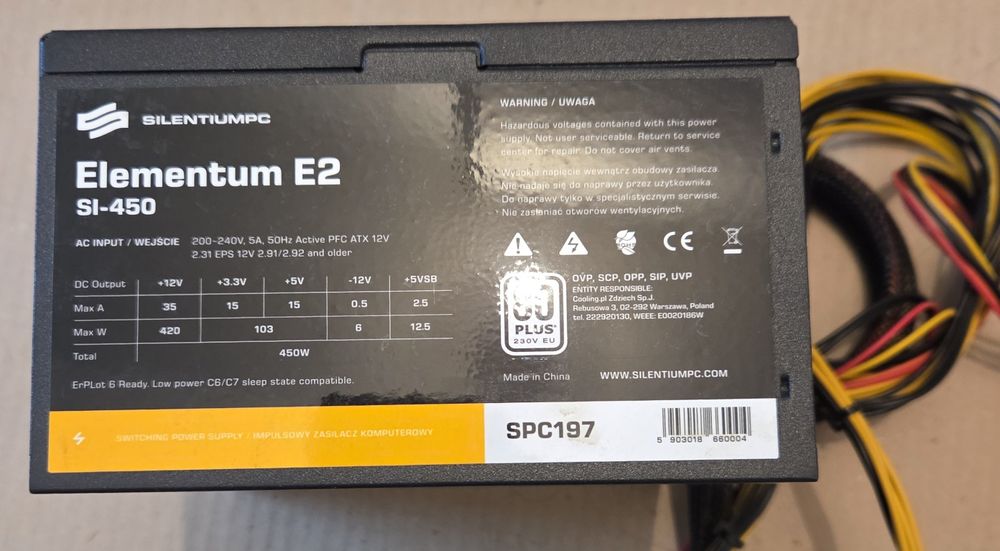 SILENTIUMPC
Elementum E2
SI-450
AC INPUT / WEJŚCIE 200-240V, 5A, 50Hz Active PFC ATX 12V
2.31 EPS 12V 2.91/2.92 and older
DC Output +12V +3.3V +5V -12V +5VSB
Max A 35 15 15 0.5 2.5
Max W 420 103 6 12.5
Total 450W
ErPLot 6 Ready. Low power C6/C7 sleep state compatible.
WARNING / UWAGA
Hazardous voltages contained with this power
supply. Not user serviceable. Return to service
center for repair. Do not cover air vents.
Wysokie napięcie wewnątrz obudowy zasilacza.
Nie nadaje się do naprawy przez użytkownika.
Do naprawy tylko w specjalistycznym serwisie.
Nie zasłaniać otworów wentylacyjnych.
CE
80
PLUS
230V EU
OVP, SCP, OPP, SIP, UVP
ENTITY RESPONSIBLE:
Cooling.pl Zdziech Sp.J.
Rebusowa 3, 02-292 Warszawa, Poland
tel. 222920130, WEEE: E0020186W
Made in China WWW.SILENTIUMPC.COM
SWITCHING POWER SUPPLY / IMPULSOWY ZASILACZ KOMPUTEROWY
SPC197
5 903018 660004